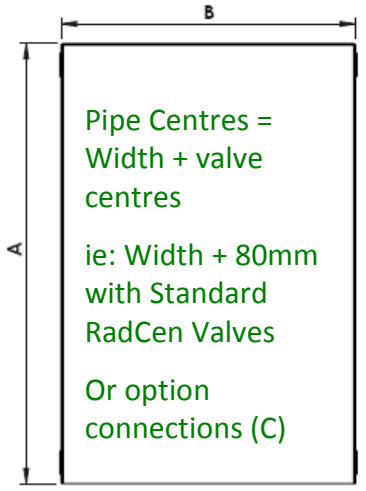 B
A
Pipe Centres =
Width + valve
centres
ie: Width + 80mm
with Standard
RadCen Valves
Or option
connections (C)